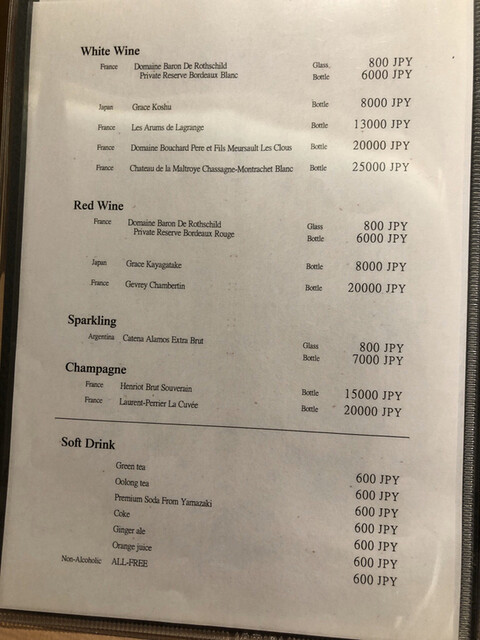 White Wine
France Domaine Baron De Rothschild Glass 800 JPY
Private Reserve Bordeaux Blanc Bottle 6000 JPY
Japan Grace Koshu Bottle 8000 JPY
France Les Arums de Lagrange Bottle 13000 JPY
France Domaine Bouchard Pere et Fils Meursault Les Clous Bottle 20000 JPY
France Chateau de la Maltroye Chassagne-Montrachet Blanc Bottle 25000 JPY
Red Wine
France Domaine Baron De Rothschild Glass 800 JPY
Private Reserve Bordeaux Rouge Bottle 6000 JPY
Japan Grace Kayagatake Bottle 8000 JPY
France Gevrey Chambertin Bottle 20000 JPY
Sparkling
Argentina Catena Alamos Extra Brut Glass 800 JPY
Bottle 7000 JPY
Champagne
France Henriot Brut Souverain Bottle 15000 JPY
France Laurent-Perrier La Cuvée Bottle 20000 JPY
Soft Drink
Green tea 600 JPY
Oolong tea 600 JPY
Premium Soda From Yamazaki 600 JPY
Coke 600 JPY
Ginger ale 600 JPY
Orange juice 600 JPY
Non-Alcoholic ALL-FREE 600 JPY